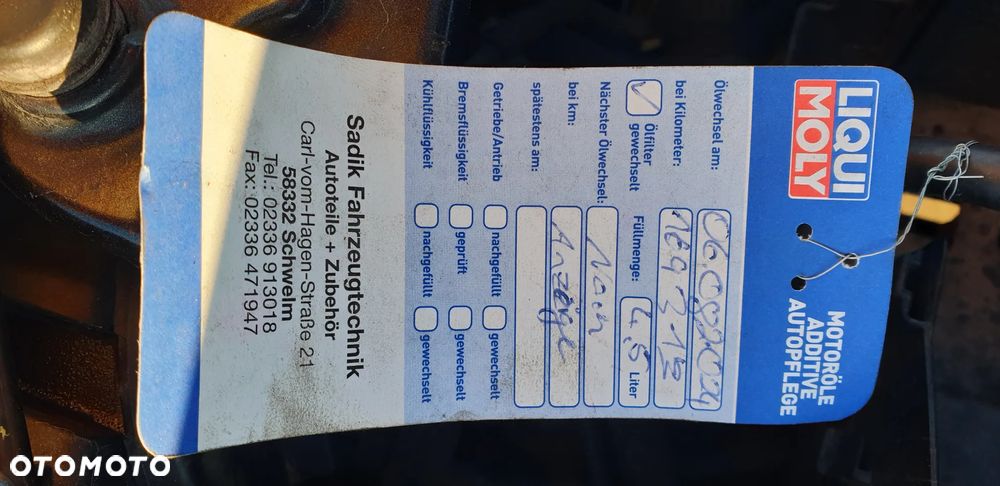 LIQUI
MOLY
MOTORÖLE
ADDITIVE
AUTOPFLEGE
Ölwechsel am:
bei Kilometer:
Ölfilter gewechselt
Füllmenge: 4,5 Liter
Nächster Ölwechsel: Nach
bei km: Anzeige
spätestens am:
Getriebe/Antrieb nachgefüllt gewechselt
Bremsflüssigkeit geprüft gewechselt
Kühlflüssigkeit nachgefüllt gewechselt
Sadik Fahrzeugtechnik
Autoteile + Zubehör
Carl-vom-Hagen-Straße 21
58332 Schwelm
Tel.: 02336 913018
Fax: 02336 471947
OTOMOTO